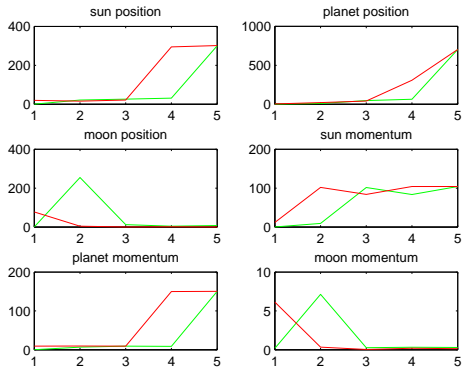 sun position
planet position
400
200
0
1 2 3 4 5
1000
500
0
1 2 3 4 5
moon position
sun momentum
400
200
0
1 2 3 4 5
200
100
0
1 2 3 4 5
planet momentum
moon momentum
200
100
0
1 2 3 4 5
10
5
0
1 2 3 4 5